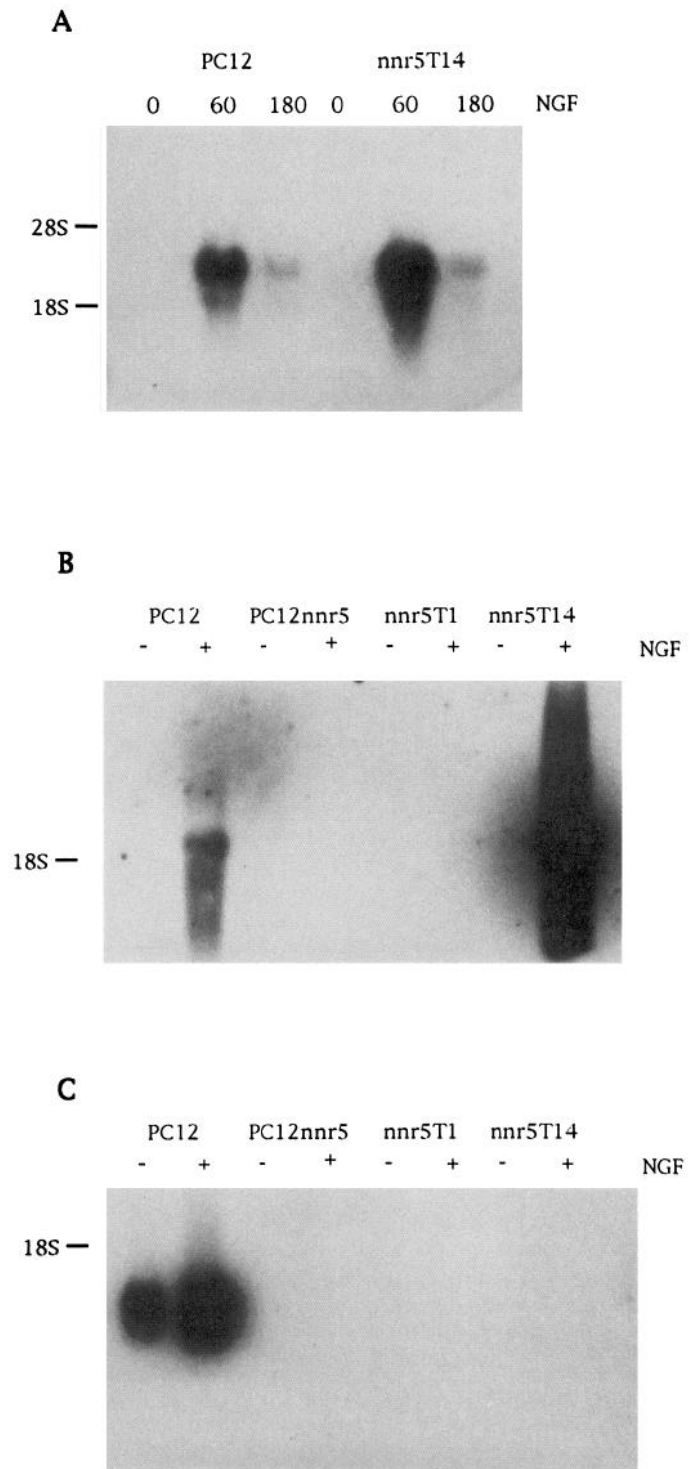 A
PC12 nnr5T14
0 60 180 0 60 180 NGF
28S
18S
B
PC12 PC12nnr5 nnr5T1 nnr5T14
- + - + - + - + NGF
18S
C
PC12 PC12nnr5 nnr5T1 nnr5T14
- + - + - + - + NGF
18S